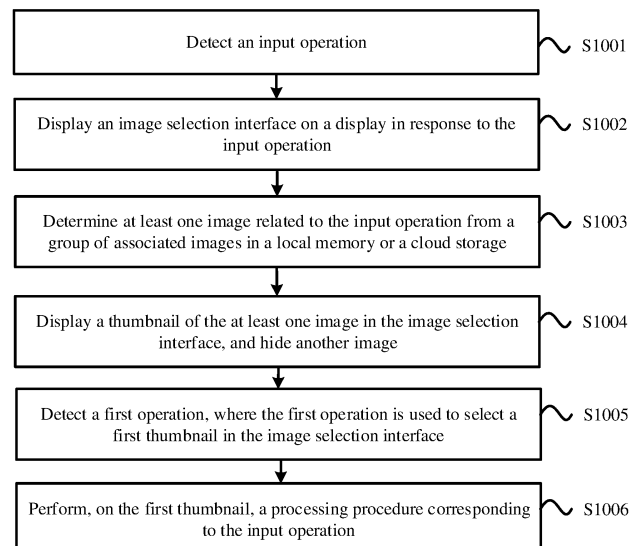 Detect an input operation
S1001
Display an image selection interface on a display in response to the
input operation
S1002
Determine at least one image related to the input operation from a
group of associated images in a local memory or a cloud storage
S1003
Display a thumbnail of the at least one image in the image selection
interface, and hide another image
S1004
Detect a first operation, where the first operation is used to select a
first thumbnail in the image selection interface
S1005
Perform, on the first thumbnail, a processing procedure corresponding
to the input operation
S1006